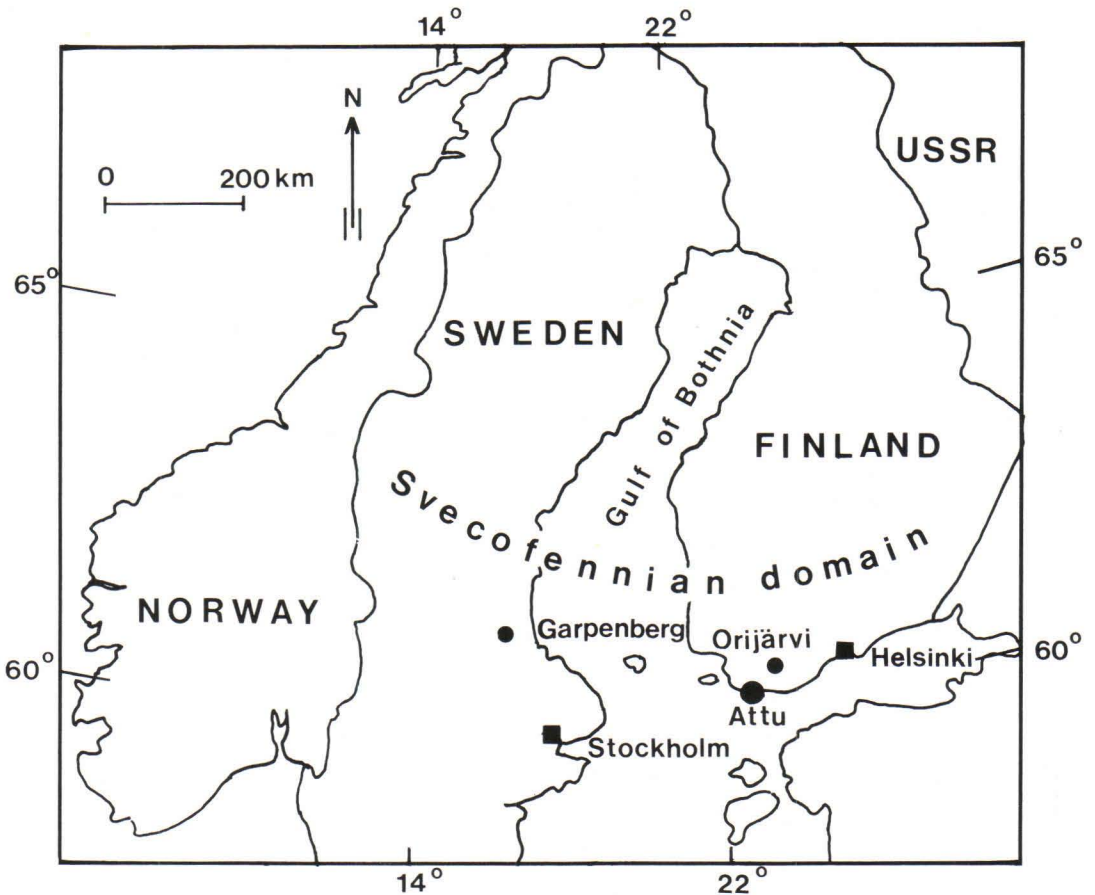 14° 22°
N
USSR
0 200 km
65° 65°
SWEDEN
Gulf of Bothnia
FINLAND
Svecofennian domain
NORWAY
Garpenberg Orijärvi
60° Helsinki 60°
Attu
Stockholm
14° 22°